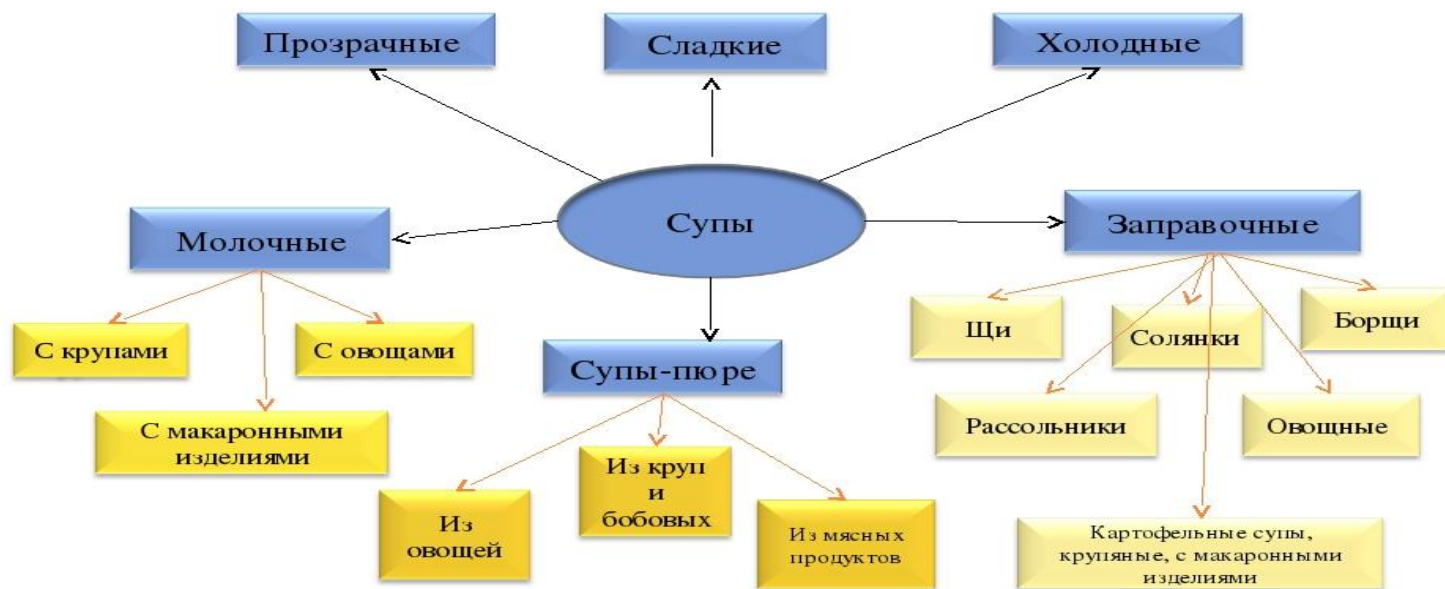 Прозрачные
Сладкие
Холодные
Супы
Молочные
Заправочные
С крупами
С овощами
С макаронными
изделиями
Супы-пюре
Из
овощей
Из круп
и
бобовых
Из мясных
продуктов
Щи
Солянки
Борщи
Рассольники
Овощные
Картофельные супы,
крупяные, с макаронными
изделиями